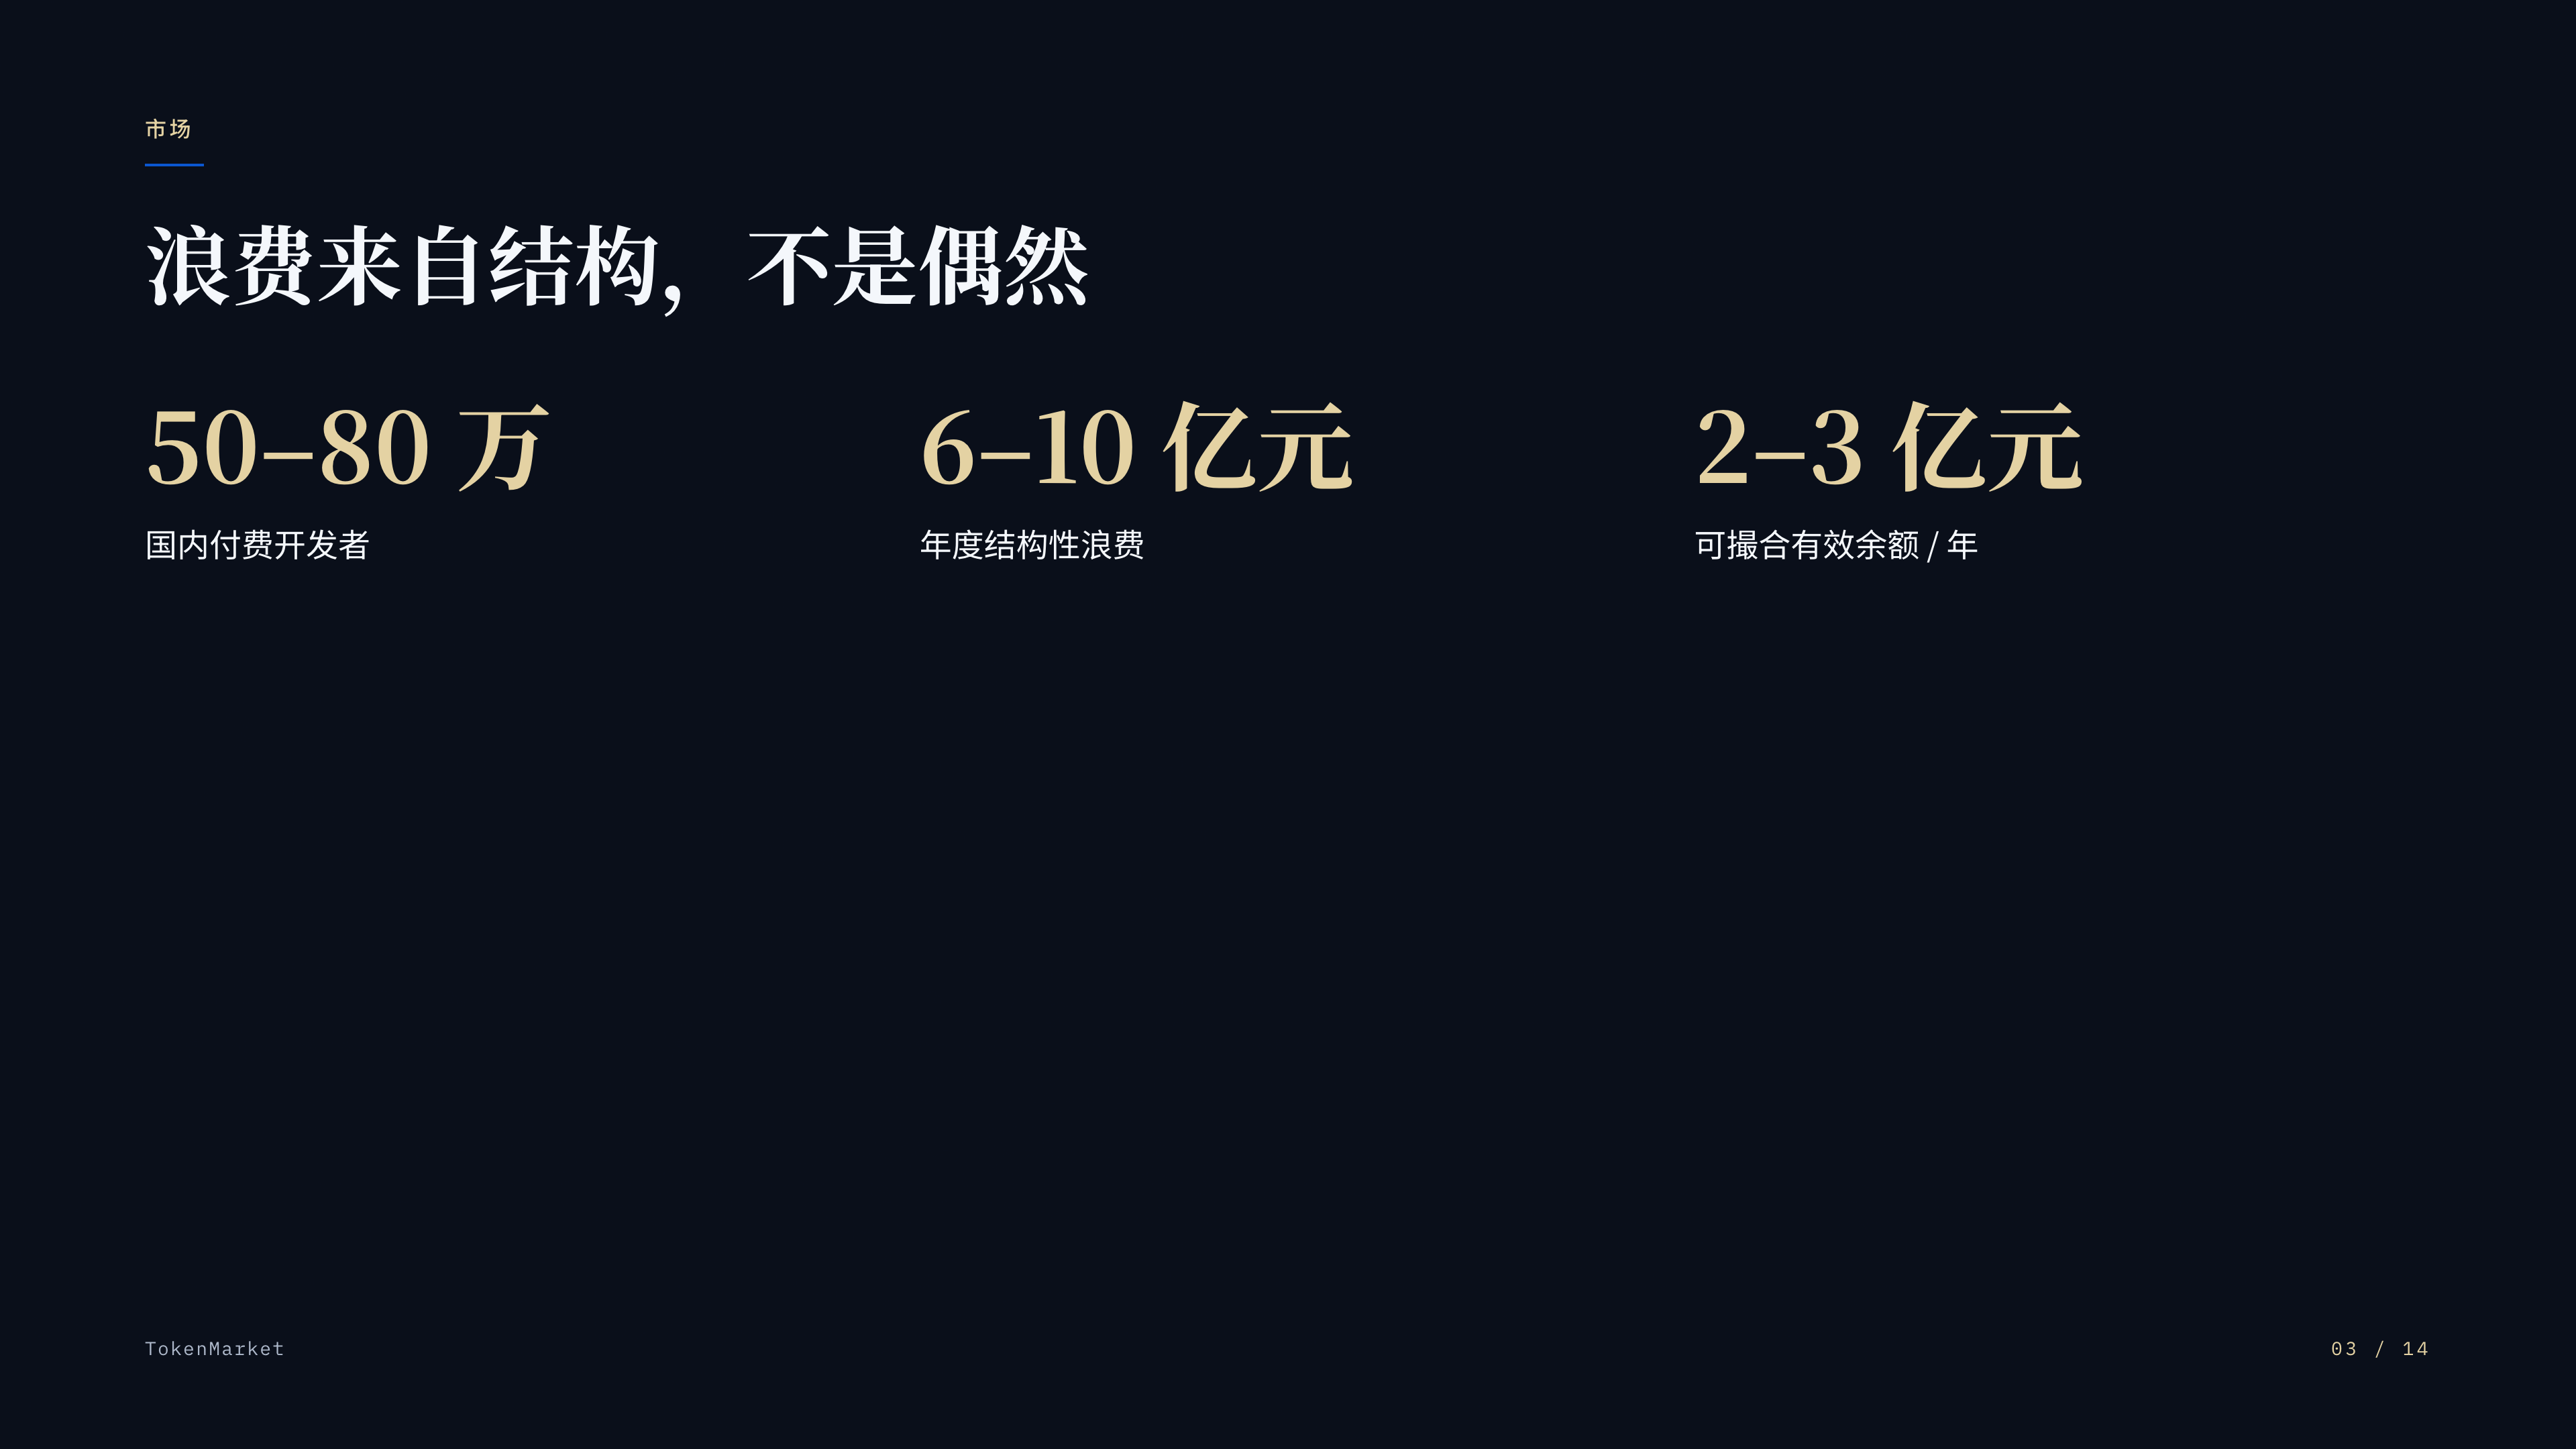 市场
浪费来自结构，不是偶然
50–80 万
国内付费开发者
6–10 亿元
年度结构性浪费
2–3 亿元
可撮合有效余额 / 年
TokenMarket
03 / 14